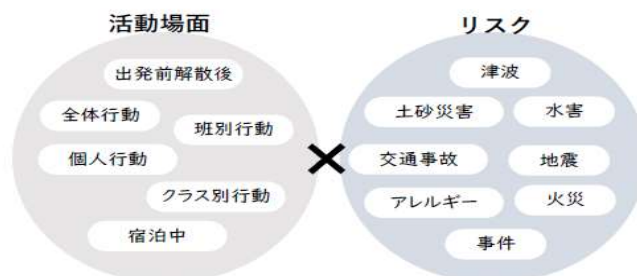 活動場面
出発前解散後
全体行動
班別行動
個人行動
クラス別行動
宿泊中
×
リスク
津波
土砂災害
水害
交通事故
地震
アレルギー
火災
事件